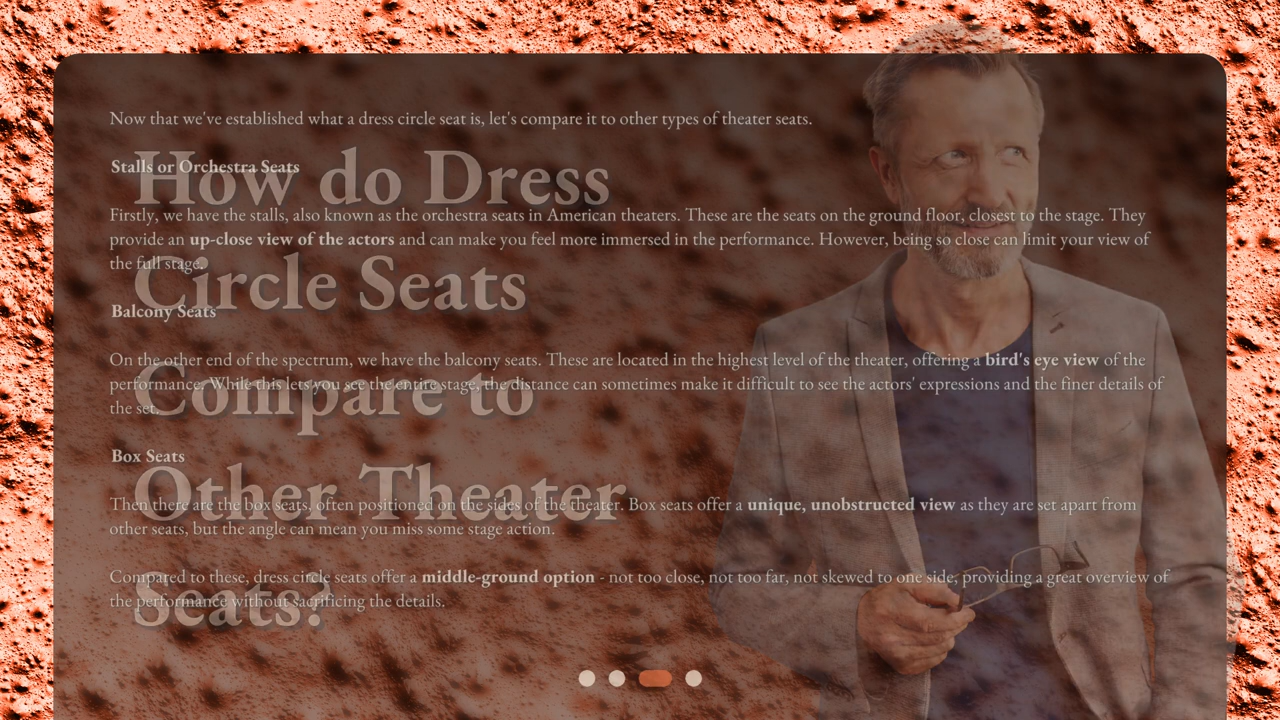 Now that we've established what a dress circle seat is, let's compare it to other types of theater seats.
Stalls or Orchestra Seats
How do Dress
Firstly, we have the stalls, also known as the orchestra seats in American theaters. These are the seats on the ground floor, closest to the stage. They
provide an up-close view of the actors and can make you feel more immersed in the performance. However, being so close can limit your view of
the full stage.
Circle Seats
Balcony Seats
On the other end of the spectrum, we have the balcony seats. These are located in the highest level of the theater, offering a bird's eye view of the
performance. While this lets you see the entire stage, the distance can sometimes make it difficult to see the actors' expressions and the finer details of
the set.
Compare to
Box Seats
Other Theater
Then there are the box seats, often positioned on the sides of the theater. Box seats offer a unique, unobstructed view as they are set apart from
other seats, but the angle can mean you miss some stage action.
Compared to these, dress circle seats offer a middle-ground option - not too close, not too far, not skewed to one side, providing a great overview of
the performance without sacrificing the details.
Seats?